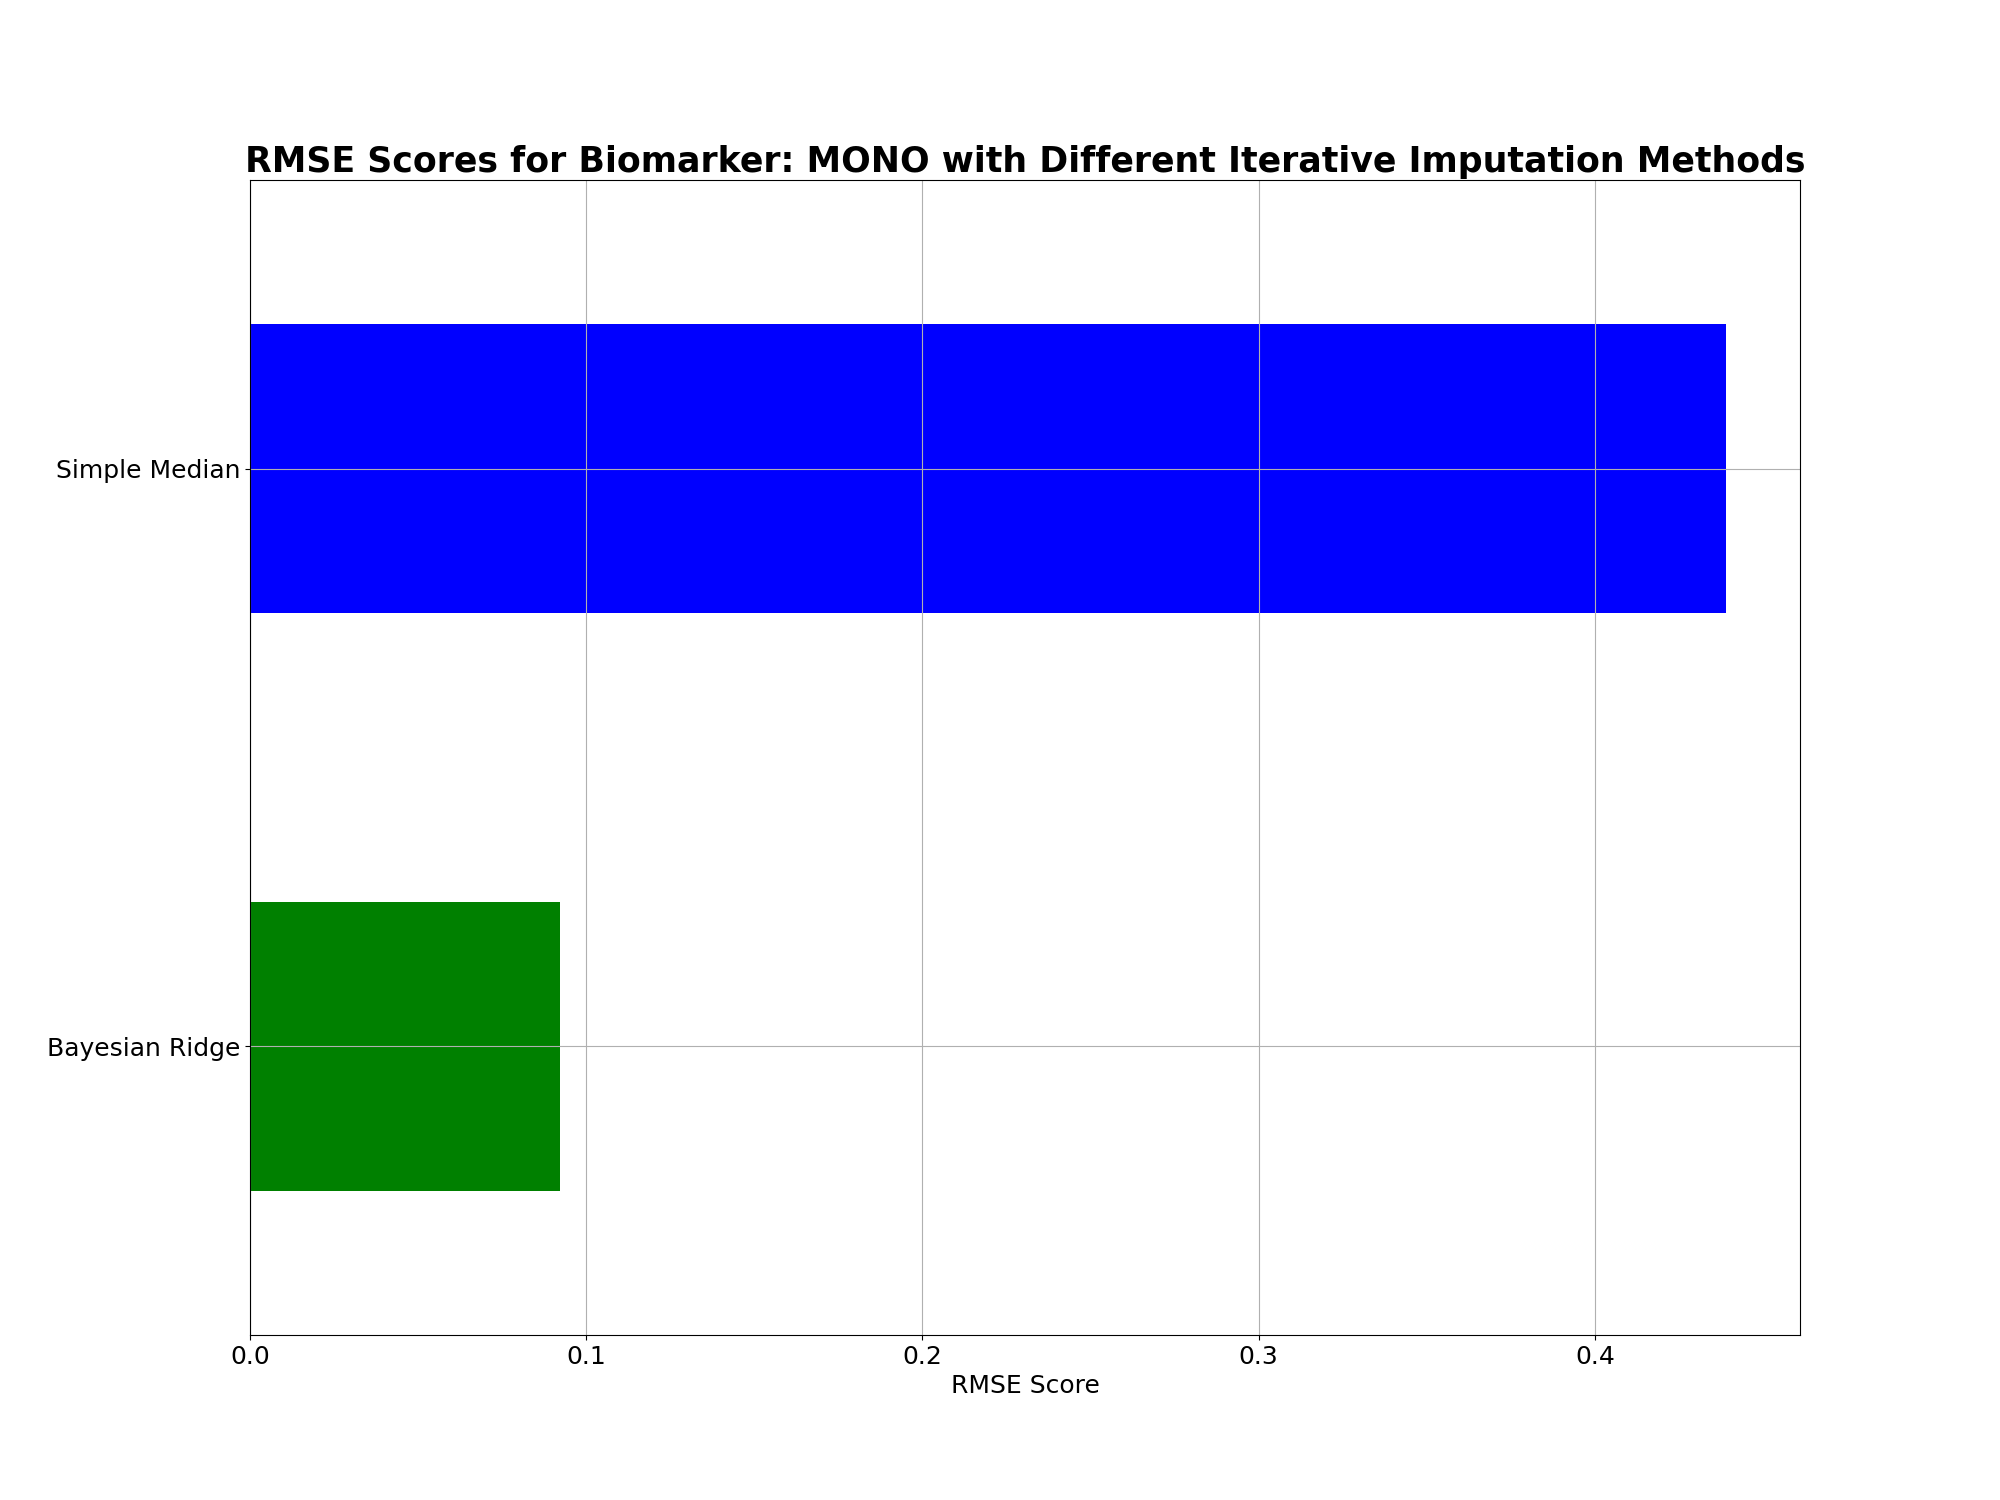 RMSE Scores for Biomarker: MONO with Different Iterative Imputation Methods
Simple Median
Bayesian Ridge
0.0 0.1 0.2 0.3 0.4
RMSE Score